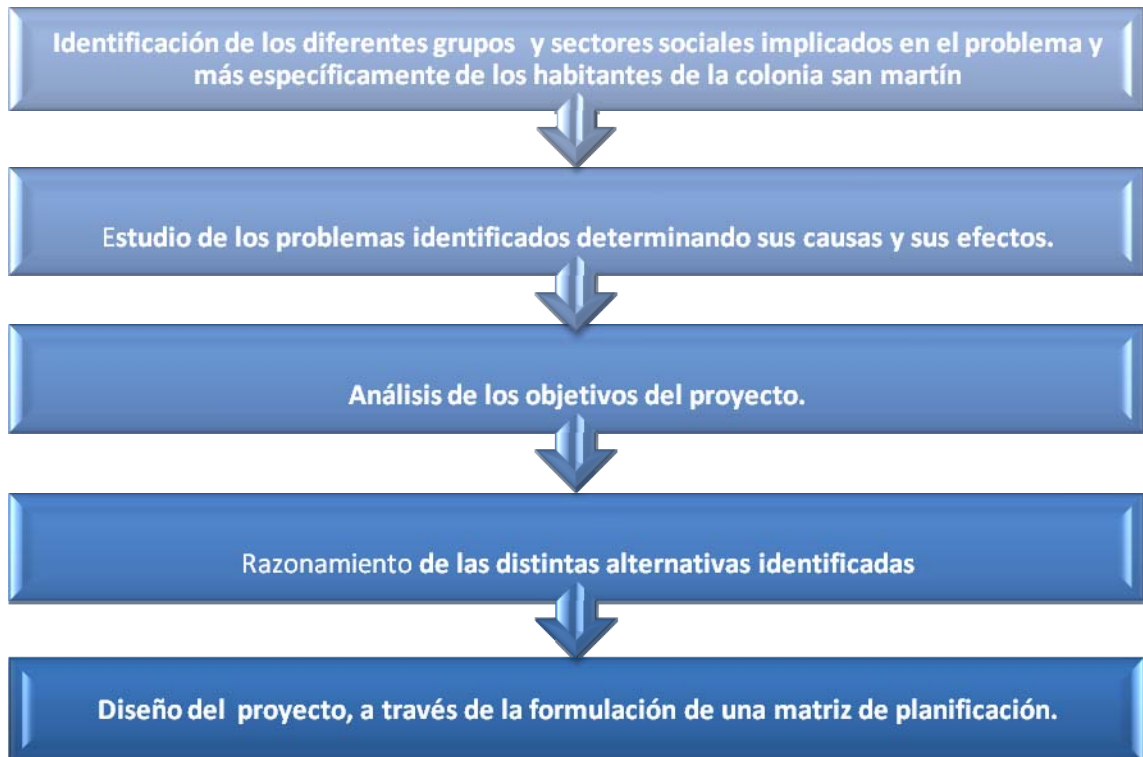 Identificación de los diferentes grupos y sectores sociales implicados en el problema y
más específicamente de los habitantes de la colonia san martín
Estudio de los problemas identificados determinando sus causas y sus efectos.
Análisis de los objetivos del proyecto.
Razonamiento de las distintas alternativas identificadas
Diseño del proyecto, a través de la formulación de una matriz de planificación.